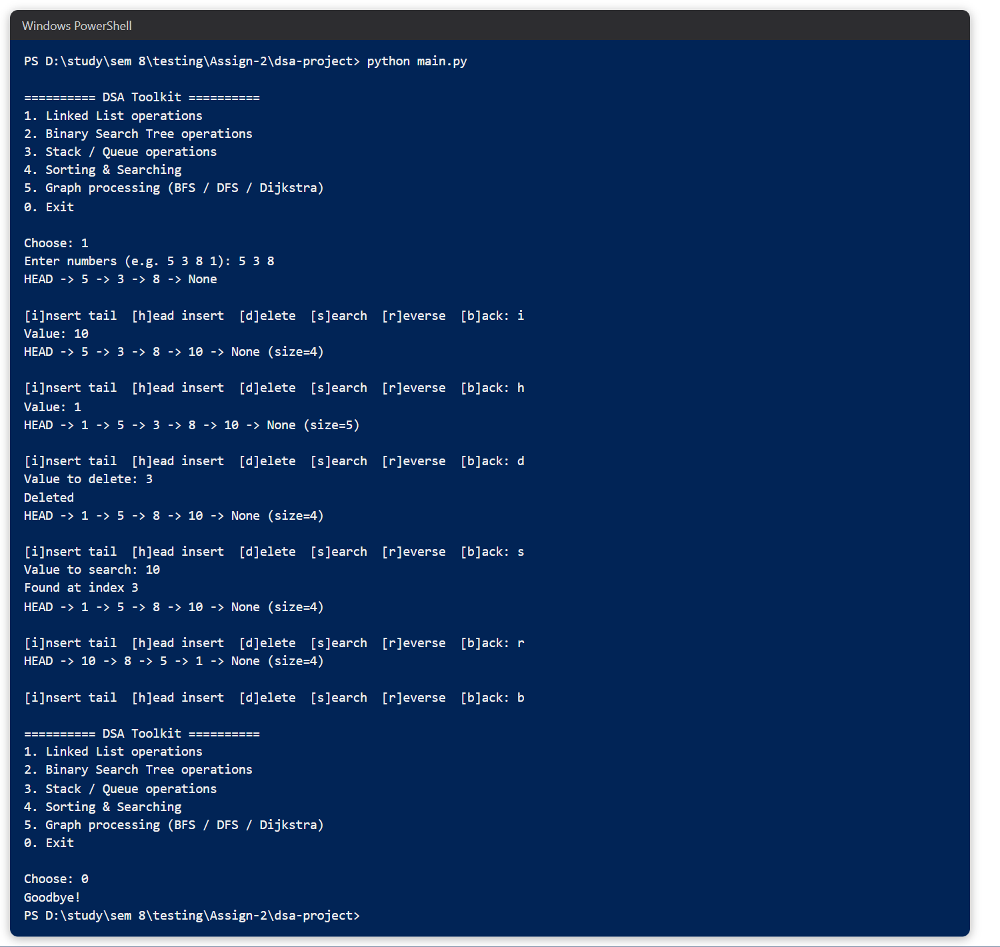 Windows PowerShell
PS D:\study\sem 8\testing\Assign-2\dsa-project> python main.py
========== DSA Toolkit ==========
1. Linked List operations
2. Binary Search Tree operations
3. Stack / Queue operations
4. Sorting & Searching
5. Graph processing (BFS / DFS / Dijkstra)
0. Exit
Choose: 1
Enter numbers (e.g. 5 3 8 1): 5 3 8
HEAD -> 5 -> 3 -> 8 -> None
[i]nsert tail  [h]ead insert  [d]elete  [s]earch  [r]everse  [b]ack: i
Value: 10
HEAD -> 5 -> 3 -> 8 -> 10 -> None (size=4)
[i]nsert tail  [h]ead insert  [d]elete  [s]earch  [r]everse  [b]ack: h
Value: 1
HEAD -> 1 -> 5 -> 3 -> 8 -> 10 -> None (size=5)
[i]nsert tail  [h]ead insert  [d]elete  [s]earch  [r]everse  [b]ack: d
Value to delete: 3
Deleted
HEAD -> 1 -> 5 -> 8 -> 10 -> None (size=4)
[i]nsert tail  [h]ead insert  [d]elete  [s]earch  [r]everse  [b]ack: s
Value to search: 10
Found at index 3
HEAD -> 1 -> 5 -> 8 -> 10 -> None (size=4)
[i]nsert tail  [h]ead insert  [d]elete  [s]earch  [r]everse  [b]ack: r
HEAD -> 10 -> 8 -> 5 -> 1 -> None (size=4)
[i]nsert tail  [h]ead insert  [d]elete  [s]earch  [r]everse  [b]ack: b
========== DSA Toolkit ==========
1. Linked List operations
2. Binary Search Tree operations
3. Stack / Queue operations
4. Sorting & Searching
5. Graph processing (BFS / DFS / Dijkstra)
0. Exit
Choose: 0
Goodbye!
PS D:\study\sem 8\testing\Assign-2\dsa-project>